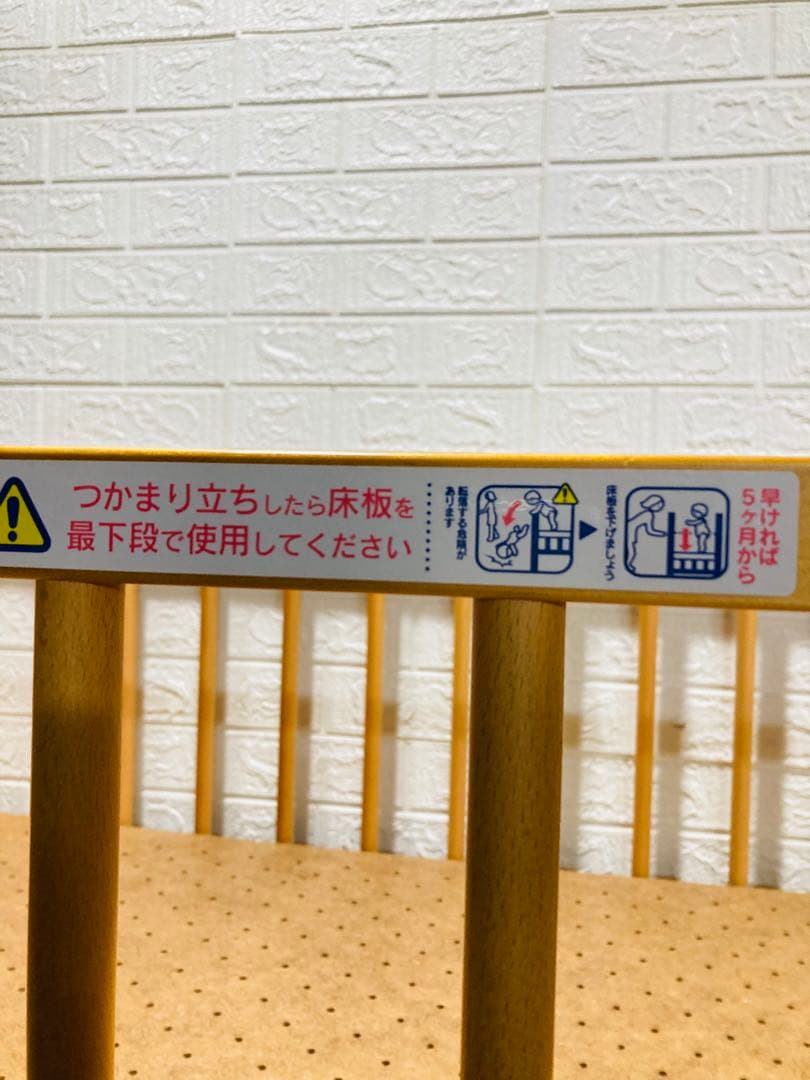 つかまり立ちしたら床板を
最下段で使用してください
転落する危険が
あります
床板を下げましょう
早ければ
5ヶ月から